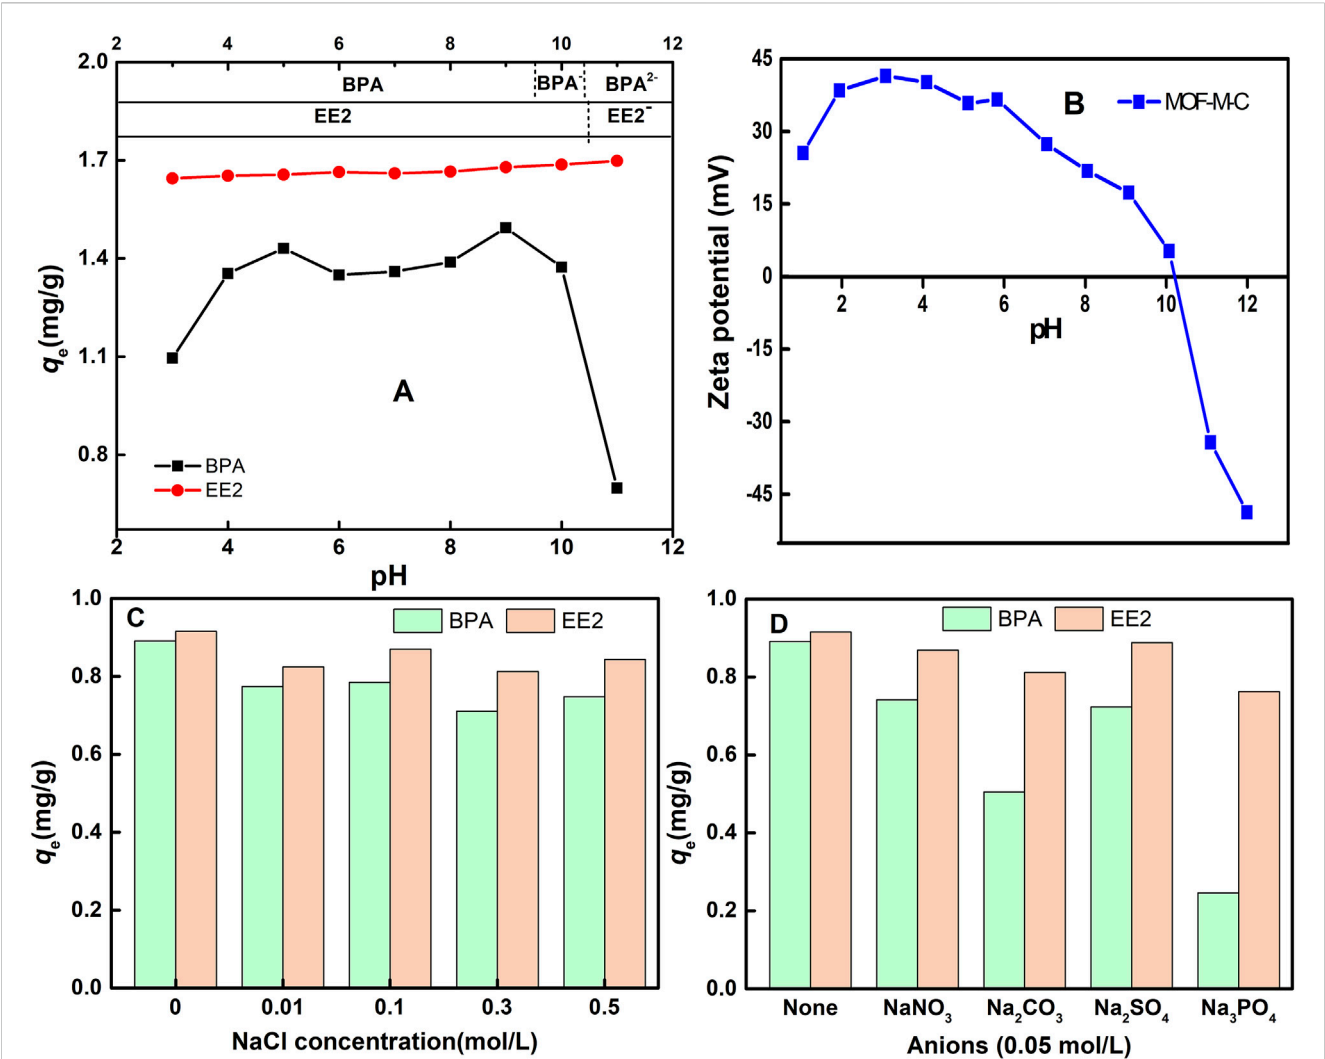 2 4 6 8 10 12
BPA BPA⁻ BPA²⁻
EE2 EE2⁻
2.0
1.7
1.4
1.1
0.8
qₑ(mg/g)
A
BPA
EE2
2 4 6 8 10 12
pH
45
30
15
0
-15
-30
-45
Zeta potential (mV)
B
MOF-M-C
2 4 6 8 10 12
pH
C
BPA EE2
1.0
0.8
0.6
0.4
0.2
0.0
qₑ(mg/g)
0 0.01 0.1 0.3 0.5
NaCl concentration(mol/L)
D
BPA EE2
1.0
0.8
0.6
0.4
0.2
0.0
qₑ(mg/g)
None NaNO₃ Na₂CO₃ Na₂SO₄ Na₃PO₄
Anions (0.05 mol/L)